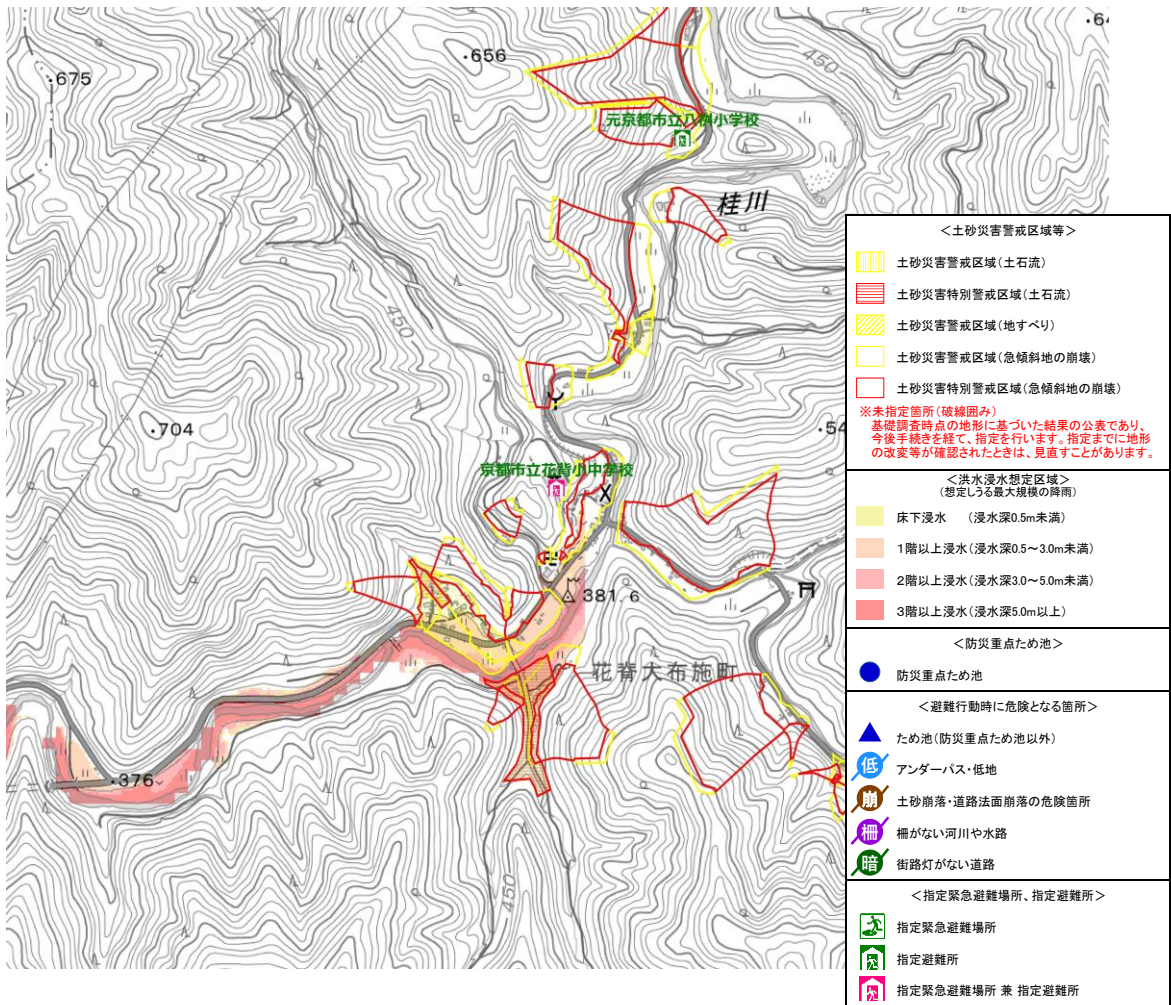 ・64
・656
・675
450
元京都市立八桝小学校
桂川
450
・704
・54
京都市立花背小中学校
381.6
花脊大布施町
・376
450
＜土砂災害警戒区域等＞
土砂災害警戒区域（土石流）
土砂災害特別警戒区域（土石流）
土砂災害警戒区域（地すべり）
土砂災害警戒区域（急傾斜地の崩壊）
土砂災害特別警戒区域（急傾斜地の崩壊）
※未指定箇所（破線囲み）
基礎調査時点の地形に基づいた結果の公表であり、
今後手続きを経て、指定を行います。指定までに地形
の改変等が確認されたときは、見直すことがあります。
＜洪水浸水想定区域＞
（想定しうる最大規模の降雨）
床下浸水　（浸水深0.5m未満）
1階以上浸水（浸水深0.5～3.0m未満）
2階以上浸水（浸水深3.0～5.0m未満）
3階以上浸水（浸水深5.0m以上）
＜防災重点ため池＞
防災重点ため池
＜避難行動時に危険となる箇所＞
ため池（防災重点ため池以外）
低 アンダーパス・低地
崩 土砂崩落・道路法面崩落の危険箇所
柵 柵がない河川や水路
暗 街路灯がない道路
＜指定緊急避難場所、指定避難所＞
指定緊急避難場所
指定避難所
指定緊急避難場所 兼 指定避難所